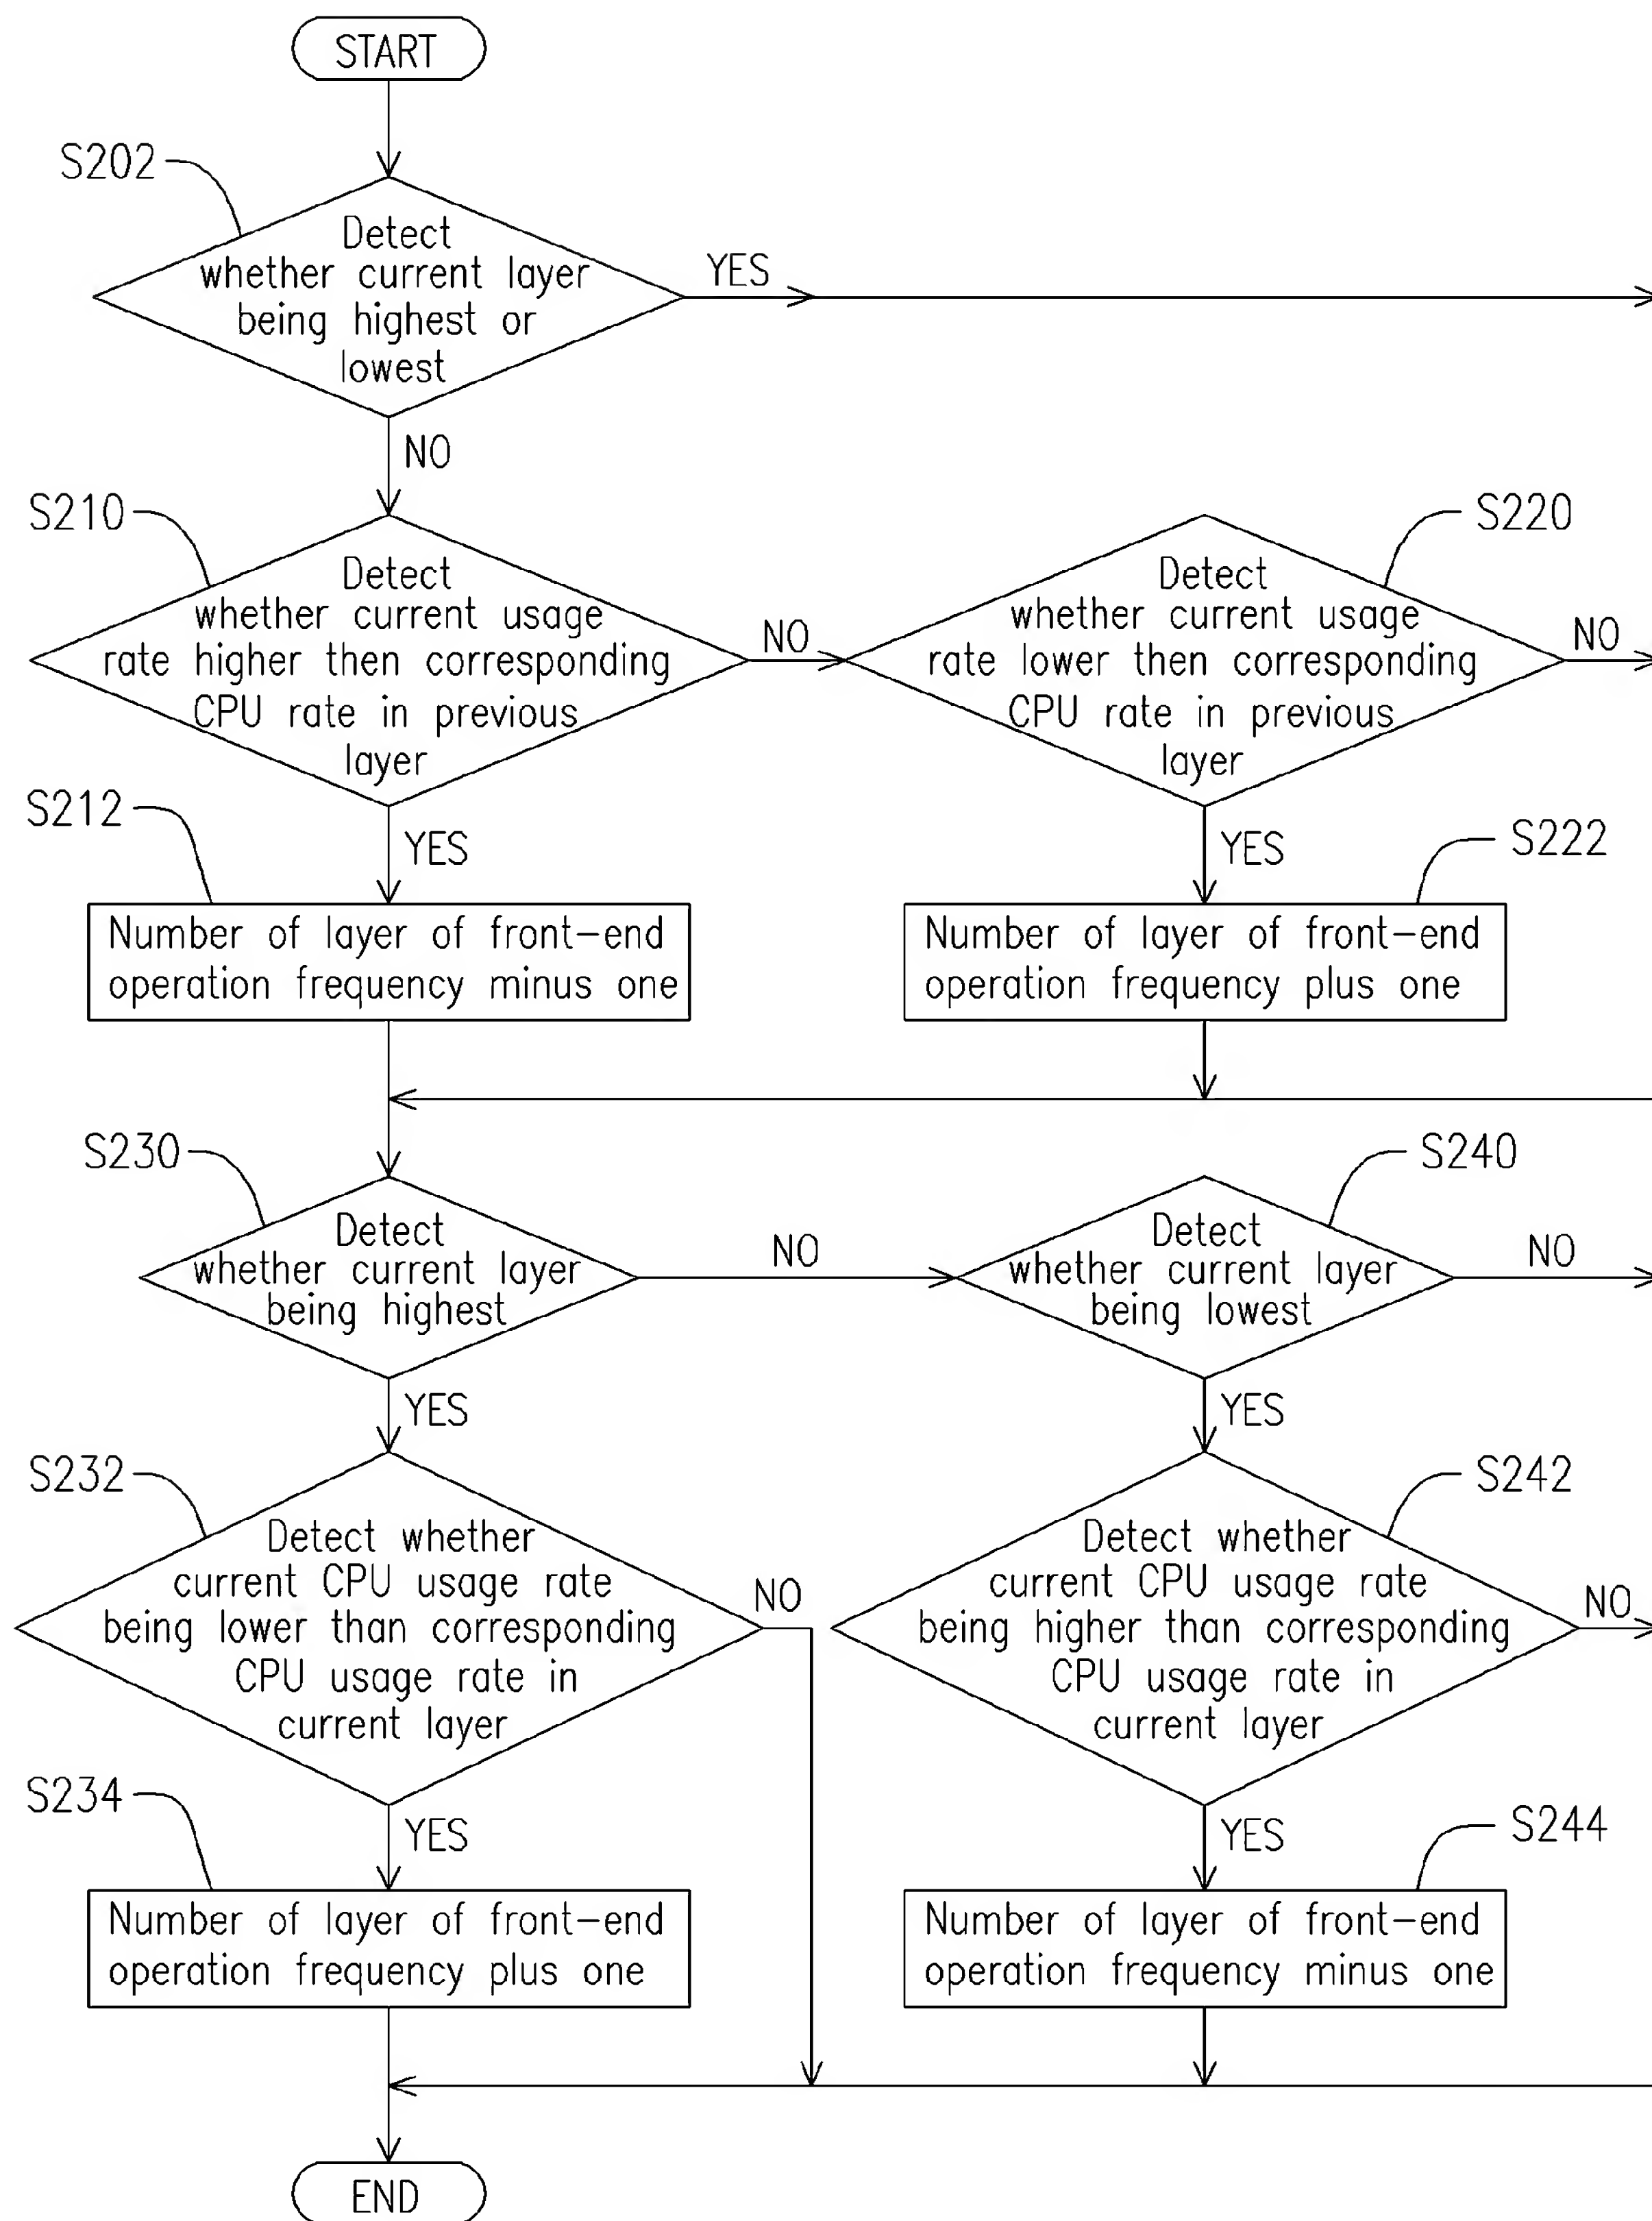 START
S202
Detect
whether current layer
being highest or
lowest
YES
NO
S210
Detect
whether current usage
rate higher then corresponding
CPU rate in previous
layer
NO
S220
Detect
whether current usage
rate lower then corresponding
CPU rate in previous
layer
NO
S212
YES
Number of layer of front-end
operation frequency minus one
S222
YES
Number of layer of front-end
operation frequency plus one
S230
Detect
whether current layer
being highest
NO
S240
Detect
whether current layer
being lowest
NO
YES
YES
S232
Detect whether
current CPU usage rate
being lower than corresponding
CPU usage rate in
current layer
NO
S242
Detect whether
current CPU usage rate
being higher than corresponding
CPU usage rate in
current layer
NO
S234
YES
Number of layer of front-end
operation frequency plus one
S244
YES
Number of layer of front-end
operation frequency minus one
END